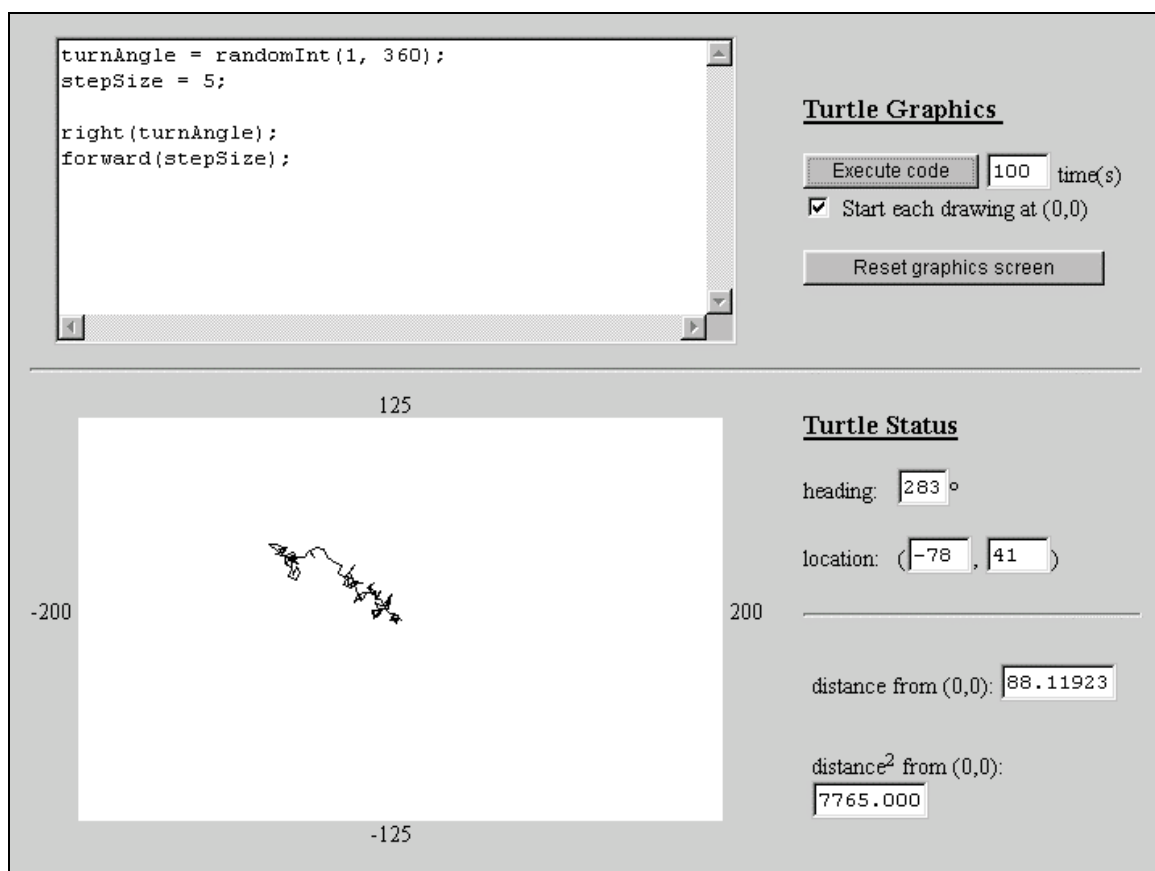 turnAngle = randomInt(1, 360);
stepSize = 5;
right(turnAngle);
forward(stepSize);
Turtle Graphics
Execute code 100 time(s)
Start each drawing at (0,0)
Reset graphics screen
125
-200
200
-125
Turtle Status
heading: 283°
location: (-78, 41)
distance from (0,0): 88.11923
distance² from (0,0):
7765.000